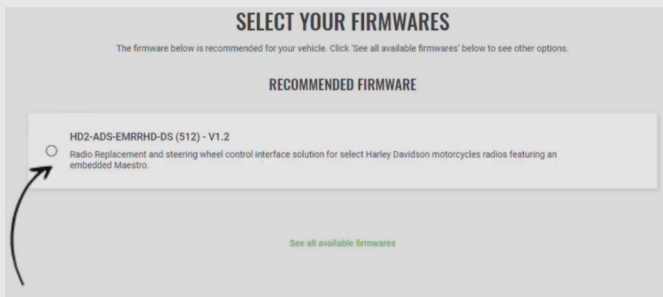 SELECT YOUR FIRMWARES
The firmware below is recommended for your vehicle. Click 'See all available firmwares' below to see other options.
RECOMMENDED FIRMWARE
HD2-ADS-EMRRHD-DS (512) - V1.2
Radio Replacement and steering wheel control interface solution for select Harley Davidson motorcycles radios featuring an
embedded Maestro.
See all available firmwares